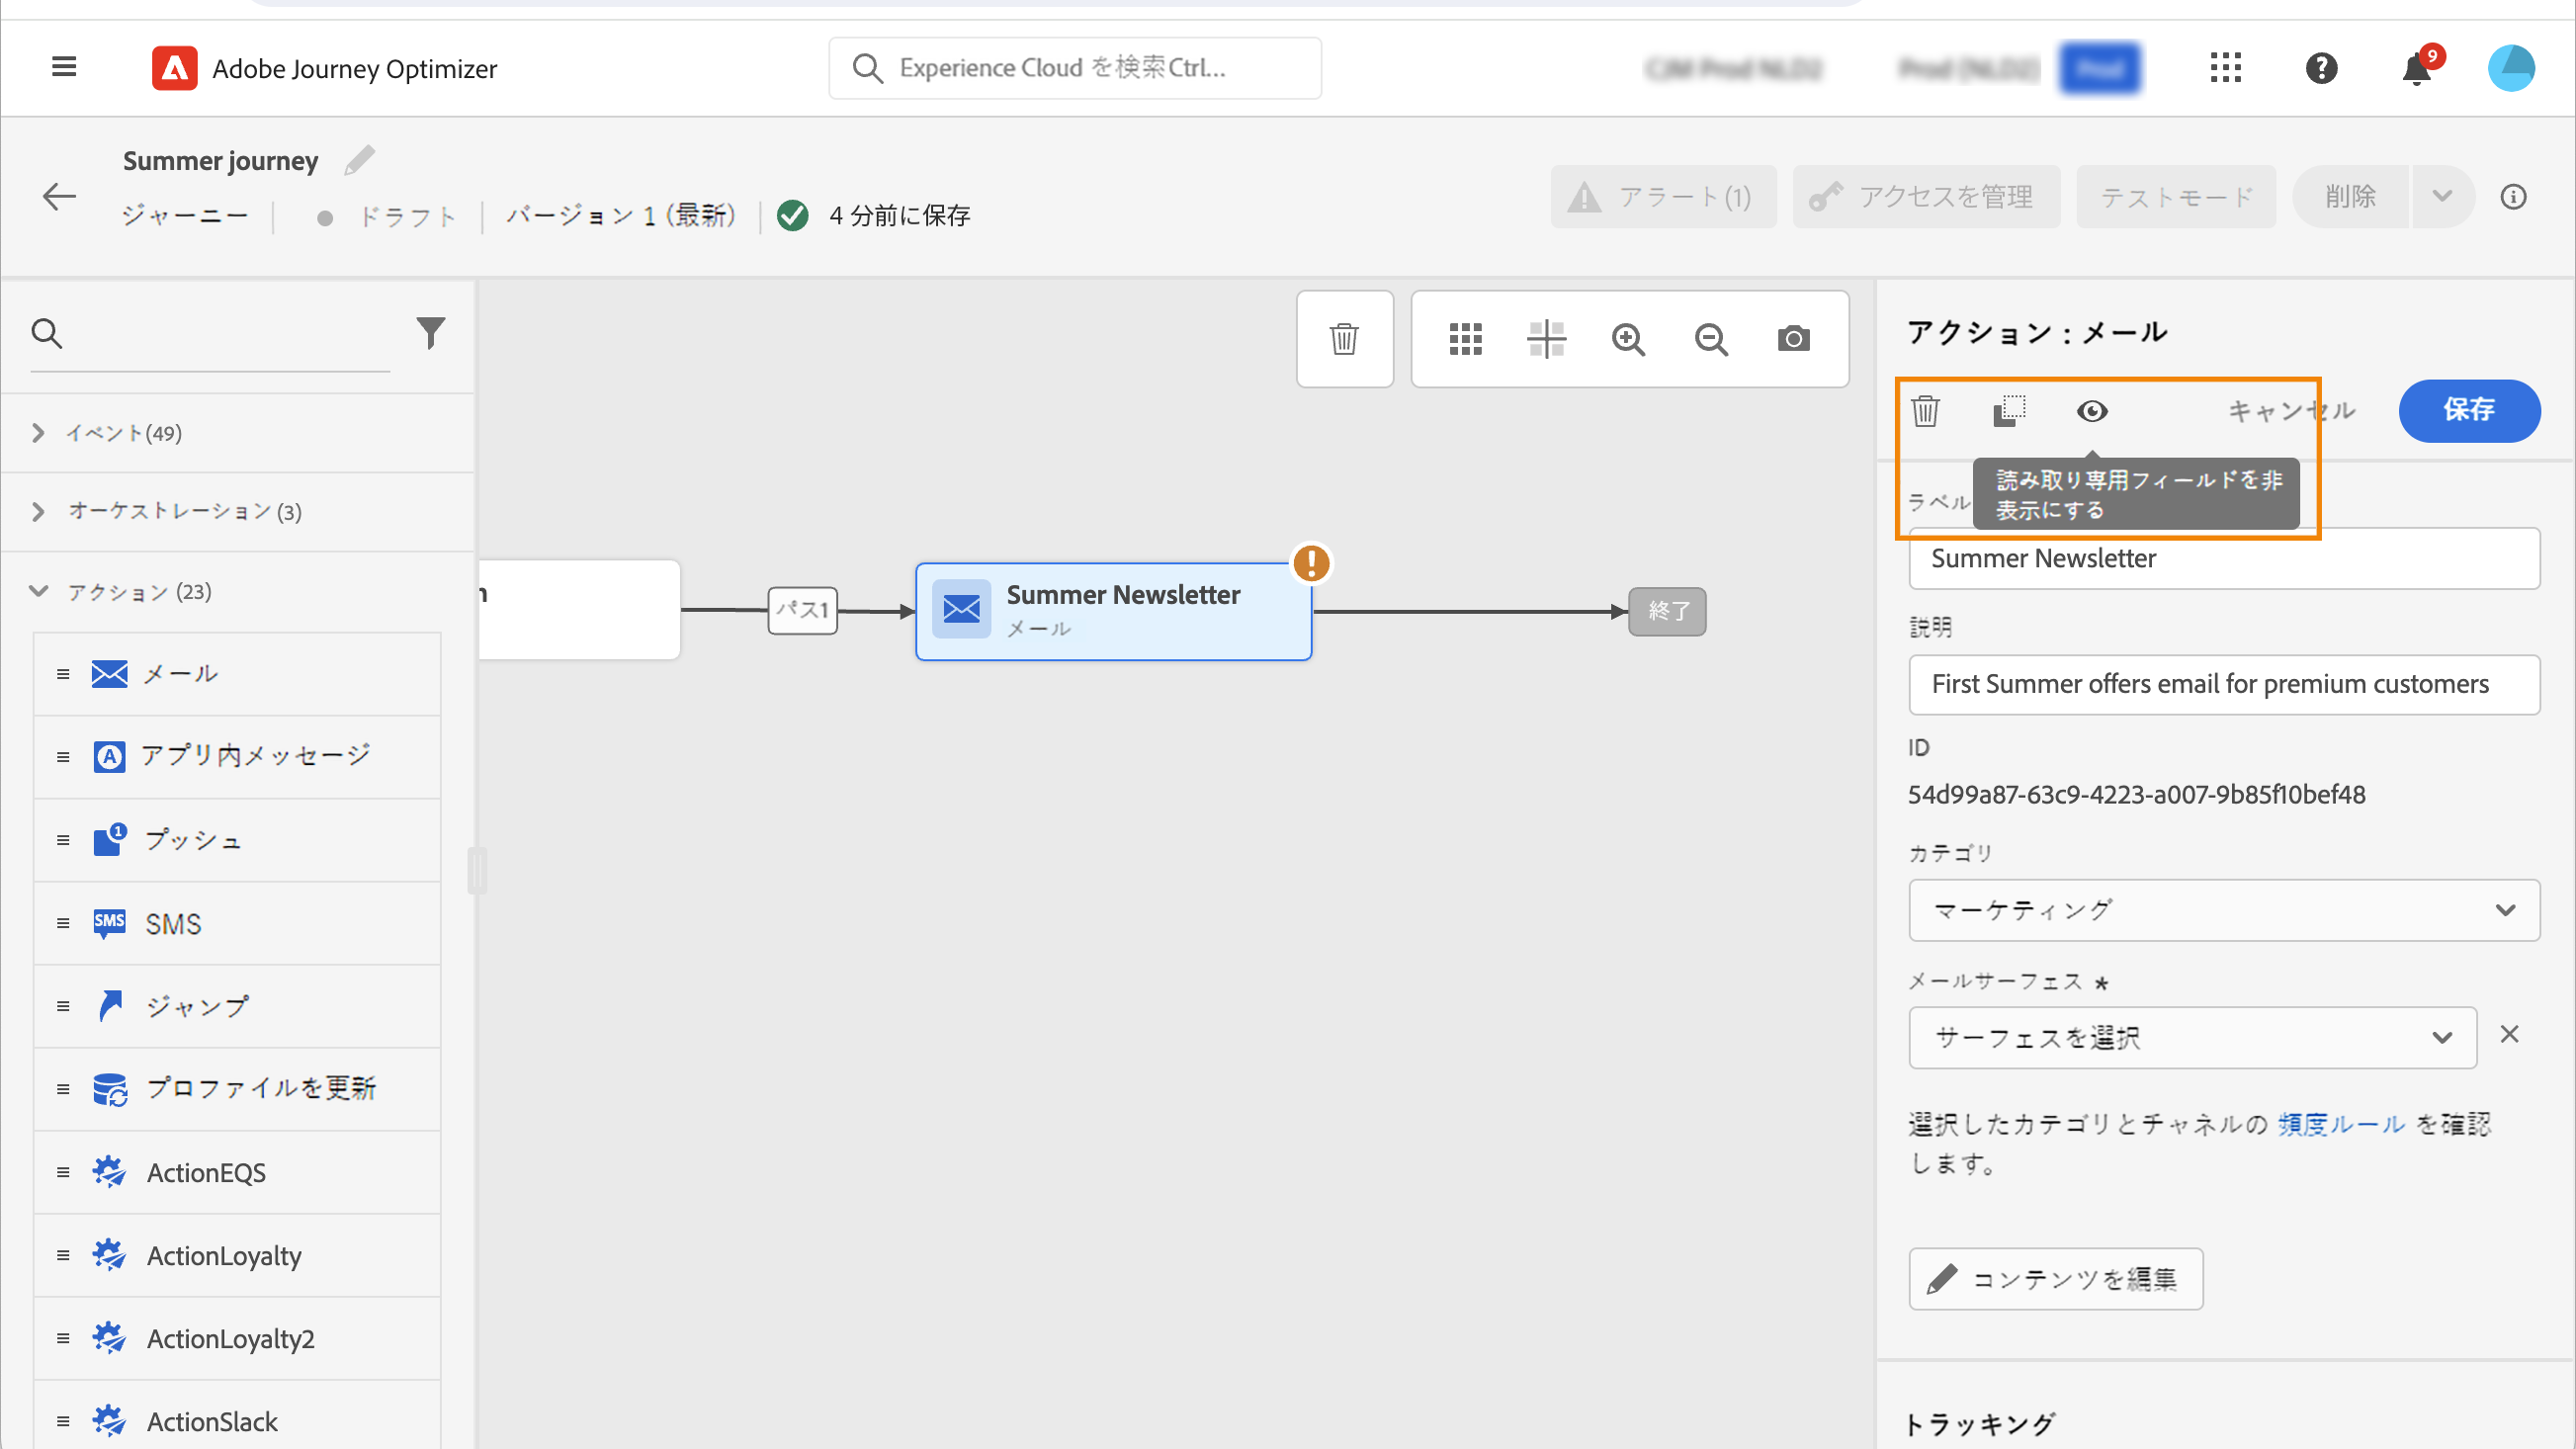 Adobe Journey Optimizer
Experience Cloud を検索Ctrl...
9
Summer journey
ジャーニー
ドラフト
バージョン 1 (最新)
4 分前に保存
アラート(1)
アクセスを管理
テストモード
削除
イベント(49)
オーケストレーション (3)
アクション (23)
メール
アプリ内メッセージ
プッシュ
SMS
SMS
ジャンプ
プロファイルを更新
ActionEQS
ActionLoyalty
ActionLoyalty2
ActionSlack
パス1
Summer Newsletter
メール
終了
アクション : メール
キャンセル
保存
読み取り専用フィールドを非
表示にする
ラベル
Summer Newsletter
説明
First Summer offers email for premium customers
ID
54d99a87-63c9-4223-a007-9b85f10bef48
カテゴリ
マーケティング
メールサーフェス *
サーフェスを選択
選択したカテゴリとチャネルの 頻度ルール を確認
します。
コンテンツを編集
トラッキング